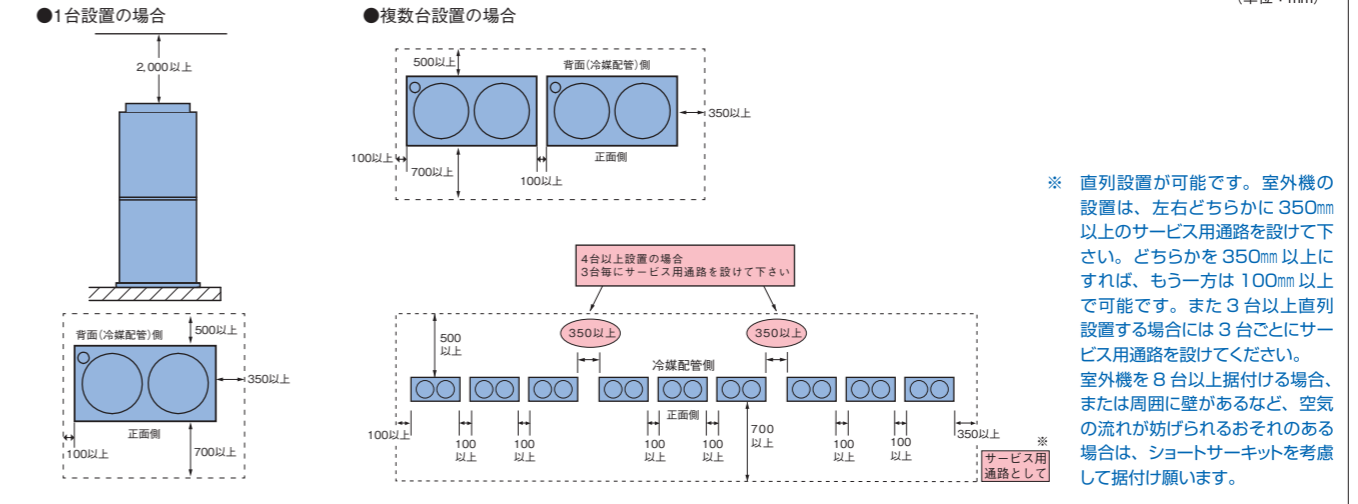 (単位：mm)
●1台設置の場合
2,000以上
背面(冷媒配管)側
500以上
350以上
正面側
100以上
700以上
●複数台設置の場合
500以上
背面(冷媒配管)側
350以上
100以上
700以上
100以上
正面側
4台以上設置の場合
3台毎にサービス用通路を設けて下さい
500
以上
350以上
350以上
冷媒配管側
正面側
100以上
100
以上
100
以上
100
以上
100
以上
700
以上
100
以上
100
以上
350以上
※
サービス用
通路として
※ 直列設置が可能です。室外機の
設置は、左右どちらかに350㎜
以上のサービス用通路を設けて下
さい。どちらかを350㎜以上に
すれば、もう一方は100㎜以上
で可能です。また3台以上直列
設置する場合には3台ごとにサー
ビス用通路を設けてください。
室外機を8台以上据付ける場合、
または周囲に壁があるなど、空気
の流れが妨げられるおそれのある
場合は、ショートサーキットを考慮
して据付け願います。